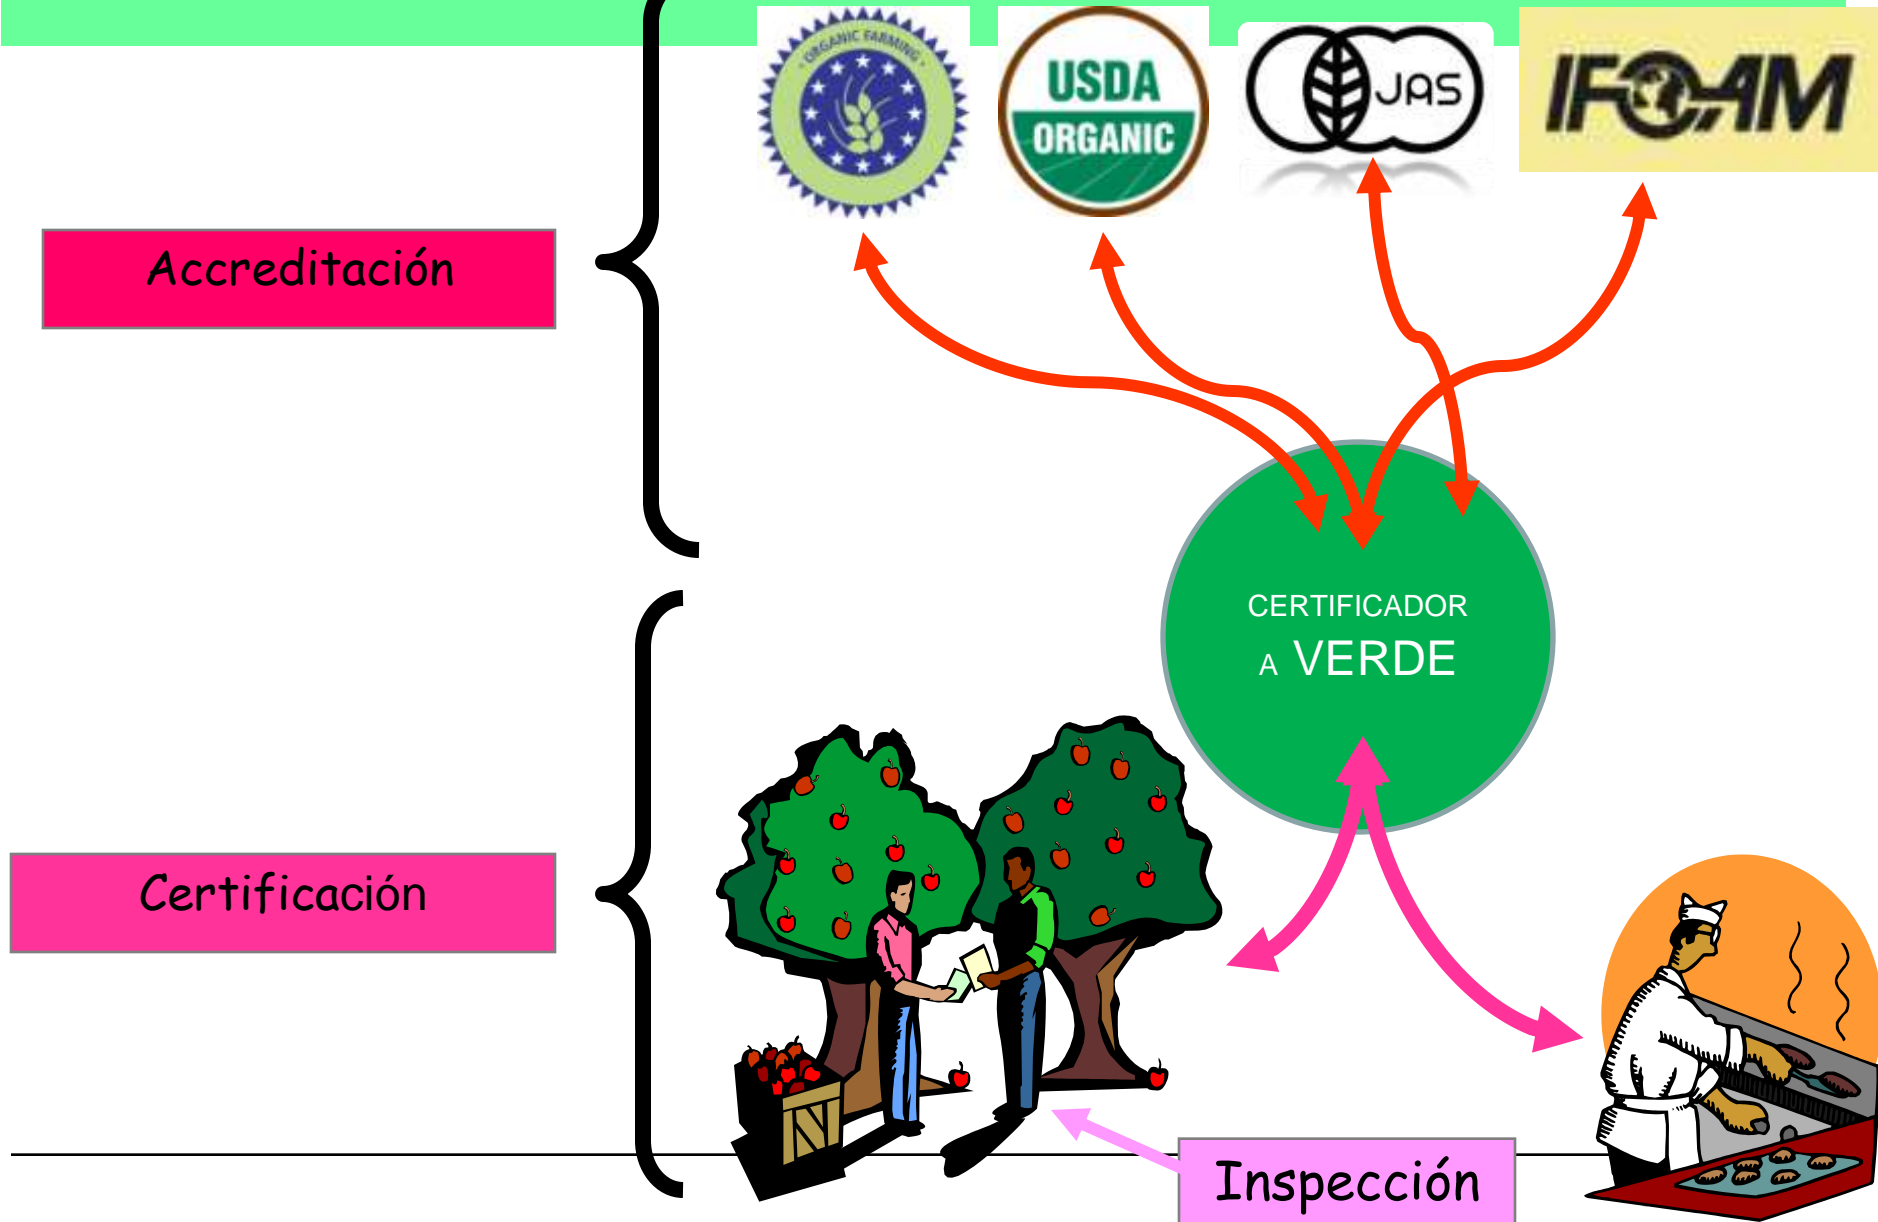 · ORGANIC FARMING ·
USDA
ORGANIC
JAS
IFOAM
Accreditación
CERTIFICADOR
A VERDE
Certificación
Inspección